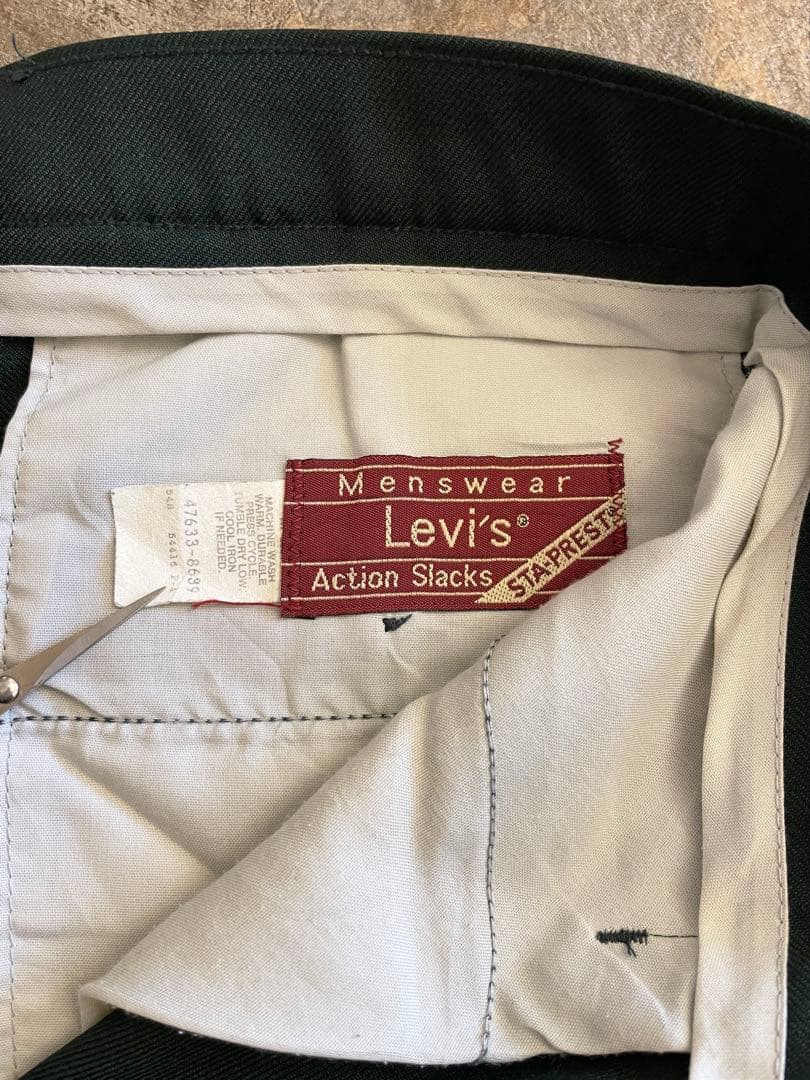 Menswear
Levi's®
Action Slacks
STA-PREST®
MACHINE WASH
WARM. DURABLE
PRESS CYCLE.
TUMBLE DRY LOW.
COOL IRON
IF NEEDED.
47633-8639